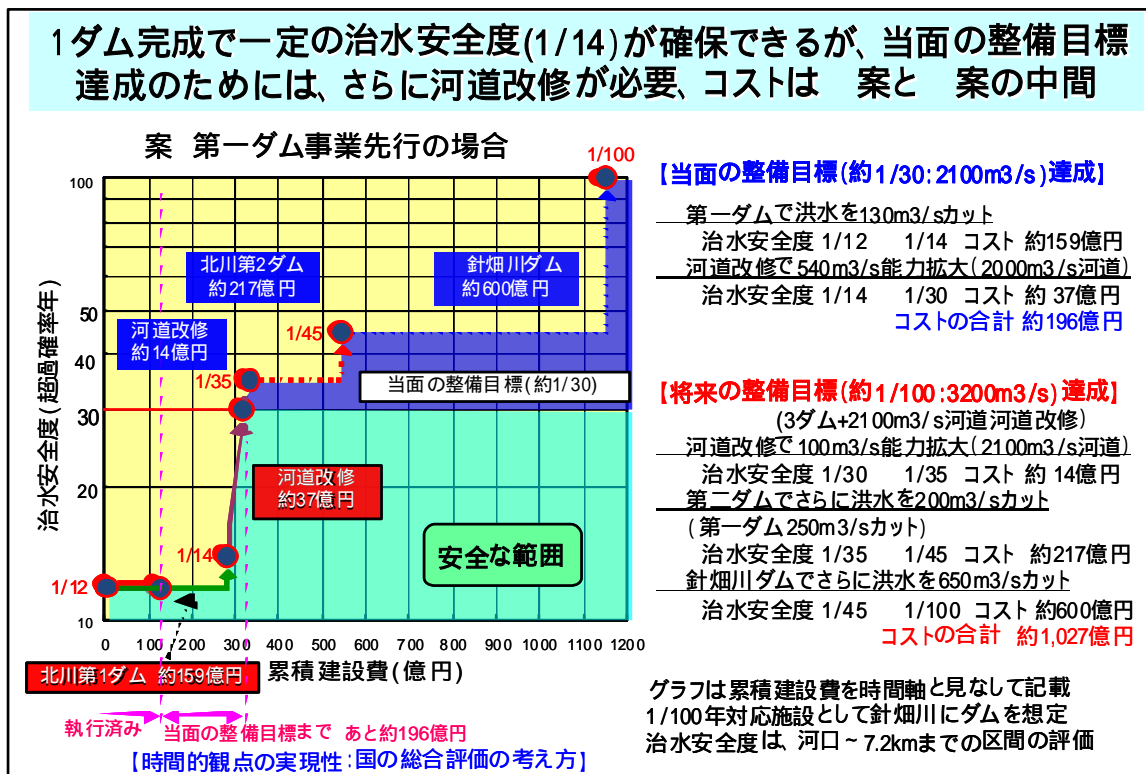 1ダム完成で一定の治水安全度(1/14)が確保できるが、当面の整備目標
達成のためには、さらに河道改修が必要、コストは　案と　案の中間
案 第一ダム事業先行の場合
1/100
100
北川第2ダム
約217億円
針畑川ダム
約600億円
50
河道改修
約14億円
1/45
40
1/35
当面の整備目標(約1/30)
30
治水安全度(超過確率年)
河道改修
約37億円
20
1/14
安全な範囲
1/12
10
0 100 200 300 400 500 600 700 800 900 1000 1100 1200
北川第1ダム 約159億円
累積建設費(億円)
執行済み
当面の整備目標まで あと約196億円
【時間的観点の実現性:国の総合評価の考え方】
【当面の整備目標(約1/30:2100m3/s)達成】
第一ダムで洪水を130m3/sカット
治水安全度 1/12　1/14 コスト 約159億円
河道改修で540m3/s能力拡大(2000m3/s河道)
治水安全度 1/14　1/30 コスト 約 37億円
コストの合計 約196億円
【将来の整備目標(約1/100:3200m3/s)達成】
(3ダム+2100m3/s河道河道改修)
河道改修で100m3/s能力拡大(2100m3/s河道)
治水安全度 1/30　1/35 コスト 約 14億円
第二ダムでさらに洪水を200m3/sカット
(第一ダム250m3/sカット)
治水安全度 1/35　1/45 コスト 約217億円
針畑川ダムでさらに洪水を650m3/sカット
治水安全度 1/45　1/100 コスト 約600億円
コストの合計 約1,027億円
グラフは累積建設費を時間軸と見なして記載
1/100年対応施設として針畑川にダムを想定
治水安全度は、河口～7.2kmまでの区間の評価